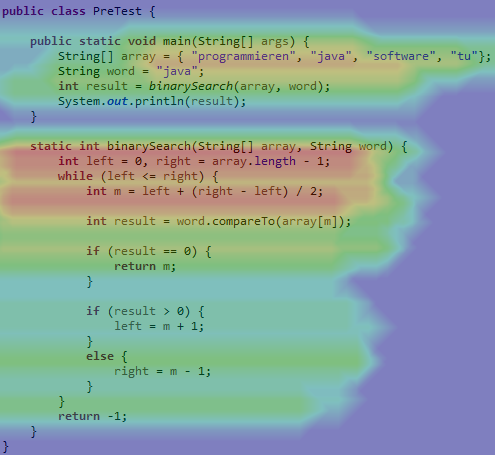 public class PreTest {
public static void main(String[] args) {
String[] array = { "programmieren", "java", "software", "tu"};
String word = "java";
int result = binarySearch(array, word);
System.out.println(result);
}
static int binarySearch(String[] array, String word) {
int left = 0, right = array.length - 1;
while (left <= right) {
int m = left + (right - left) / 2;
int result = word.compareTo(array[m]);
if (result == 0) {
return m;
}
if (result > 0) {
left = m + 1;
}
else {
right = m - 1;
}
}
return -1;
}
}